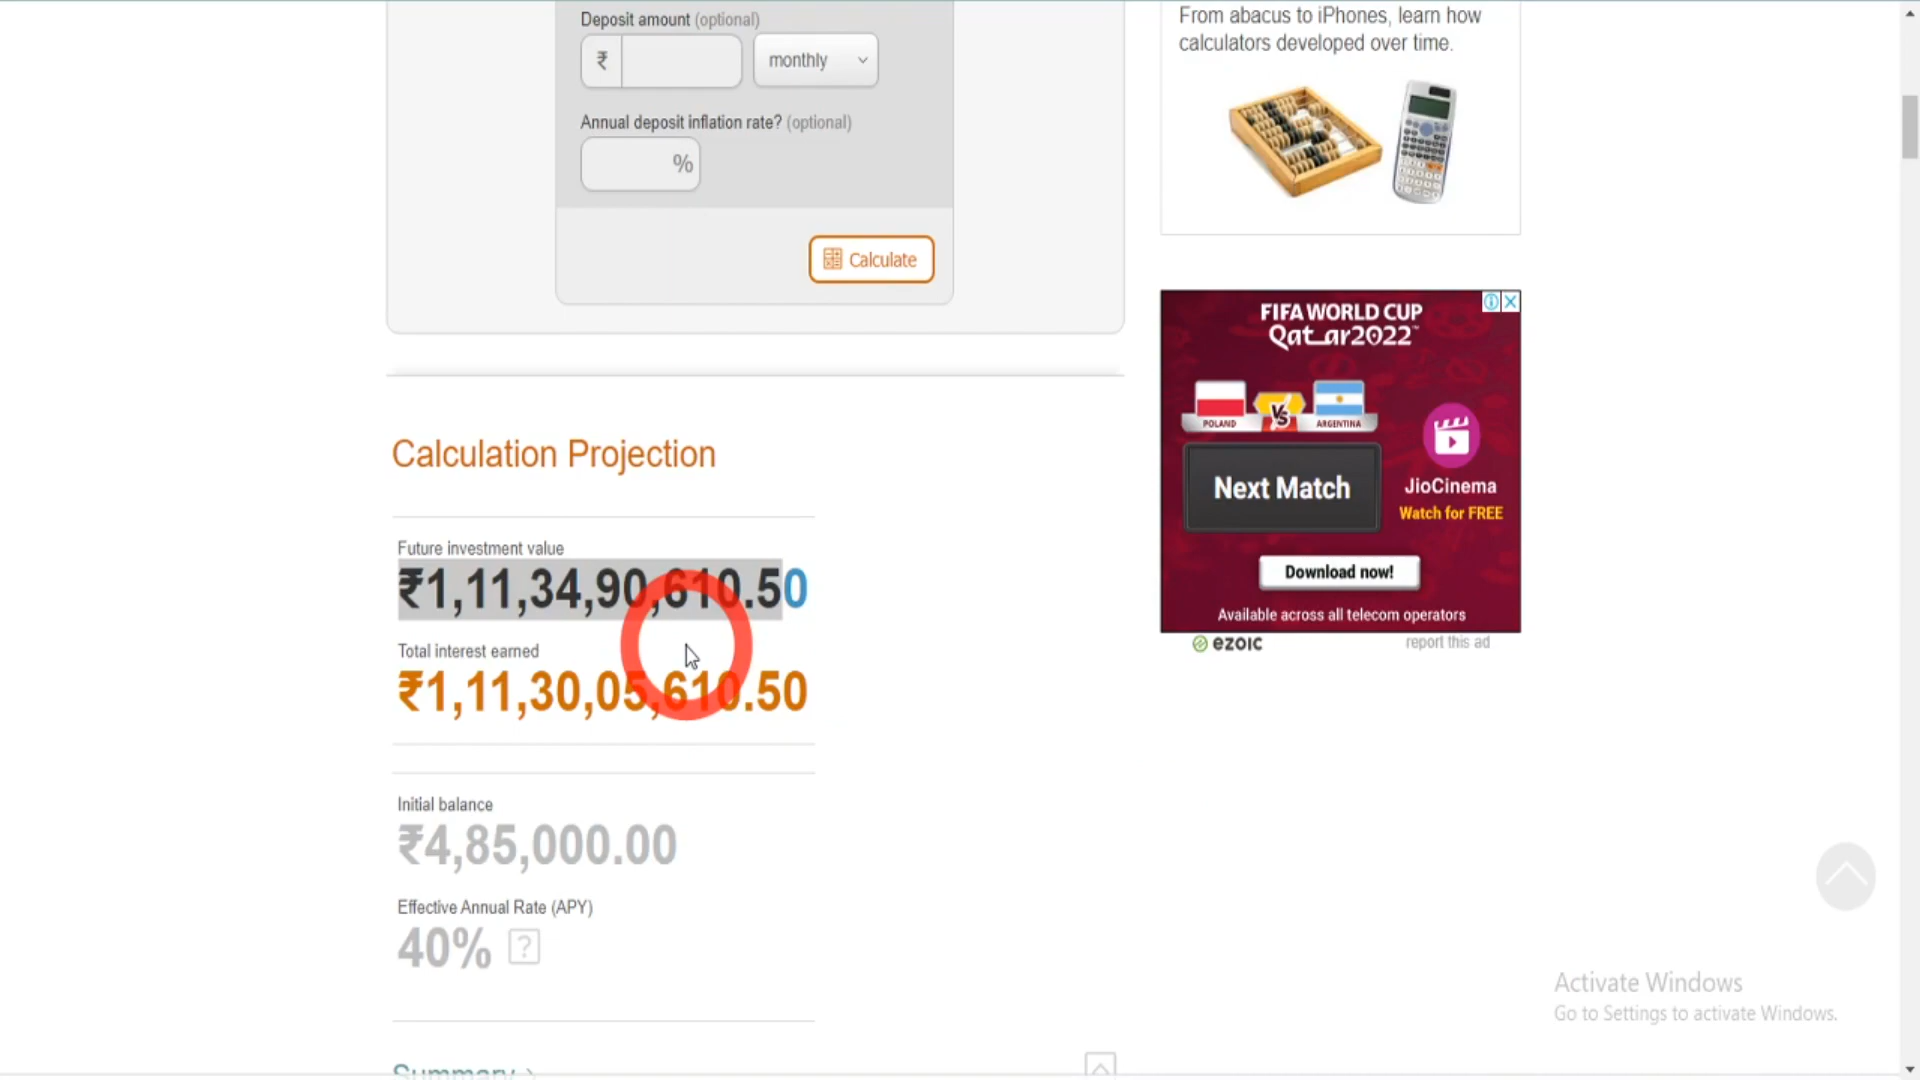 Deposit amount (optional)
₹
monthly
Annual deposit inflation rate? (optional)
%
Calculate
Calculation Projection
Future investment value
₹1,11,34,90,610.50
Total interest earned
₹1,11,30,05,610.50
Initial balance
₹4,85,000.00
Effective Annual Rate (APY)
40% ?
Summary
From abacus to iPhones, learn how
calculators developed over time.
FIFA WORLD CUP
Qatar2022™
POLAND
VS
ARGENTINA
Next Match
JioCinema
Watch for FREE
Download now!
Available across all telecom operators
ezoic
report this ad
Activate Windows
Go to Settings to activate Windows.